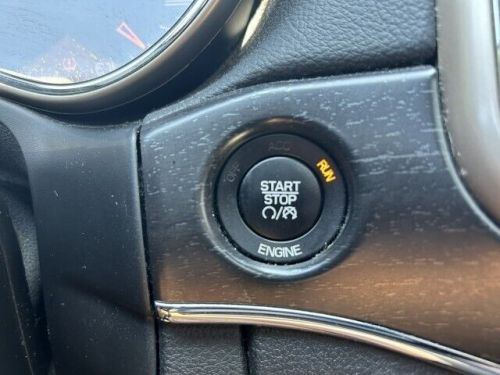 OFF ACC RUN
START
STOP
ENGINE